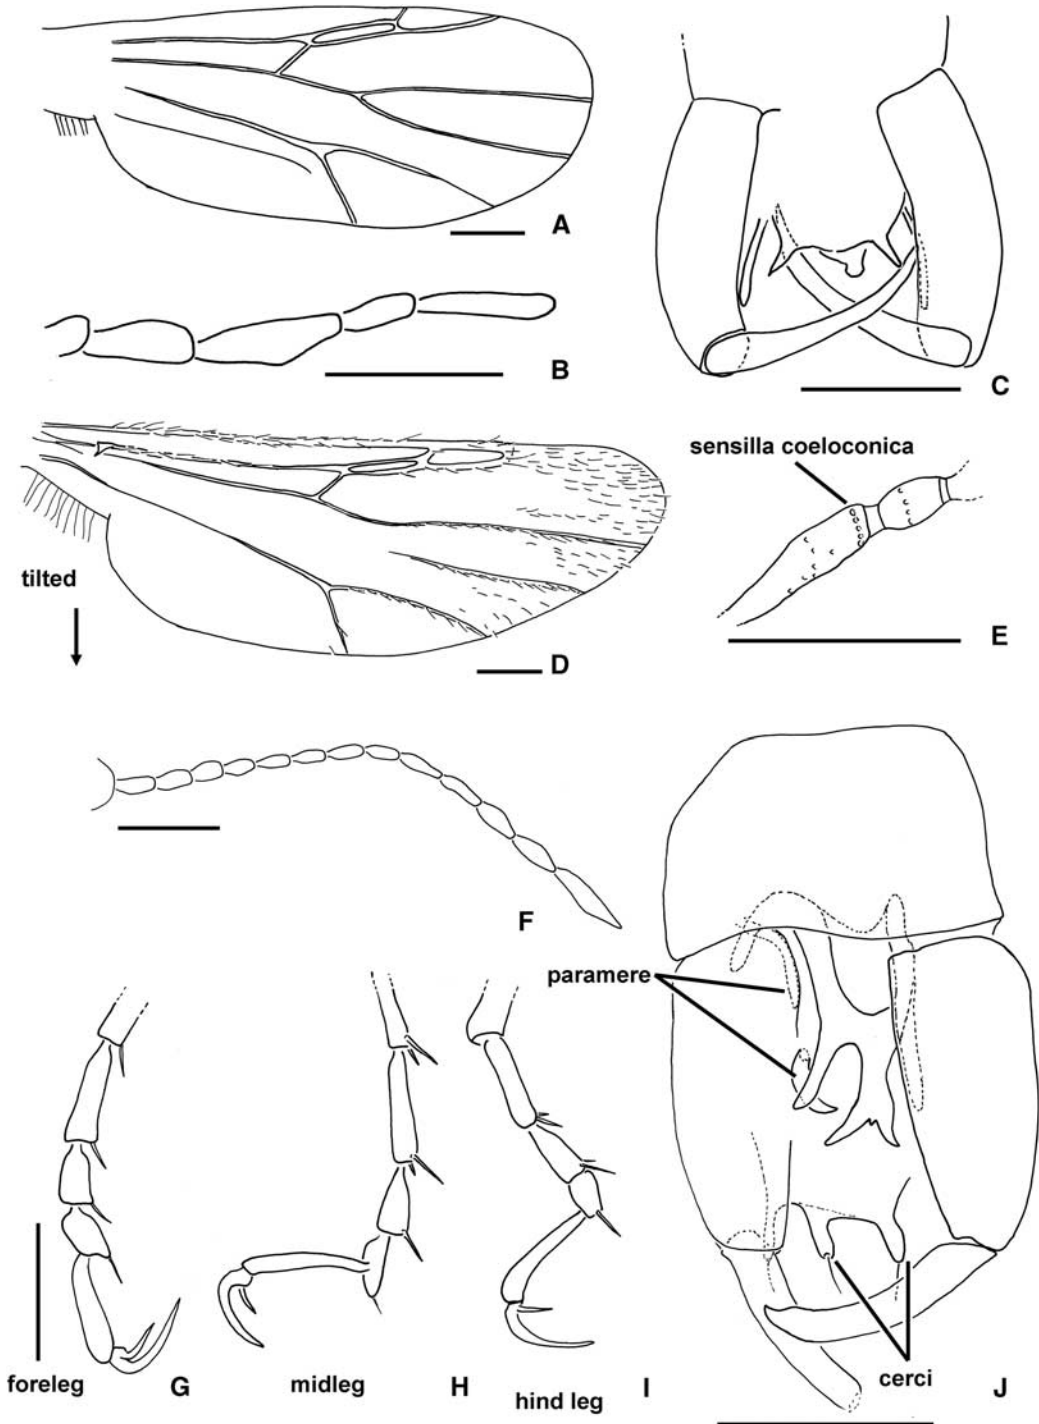 A
B
C
sensilla coeloconica
tilted
D
E
F
paramere
foreleg
G
midleg
H
hind leg
I
cerci
J